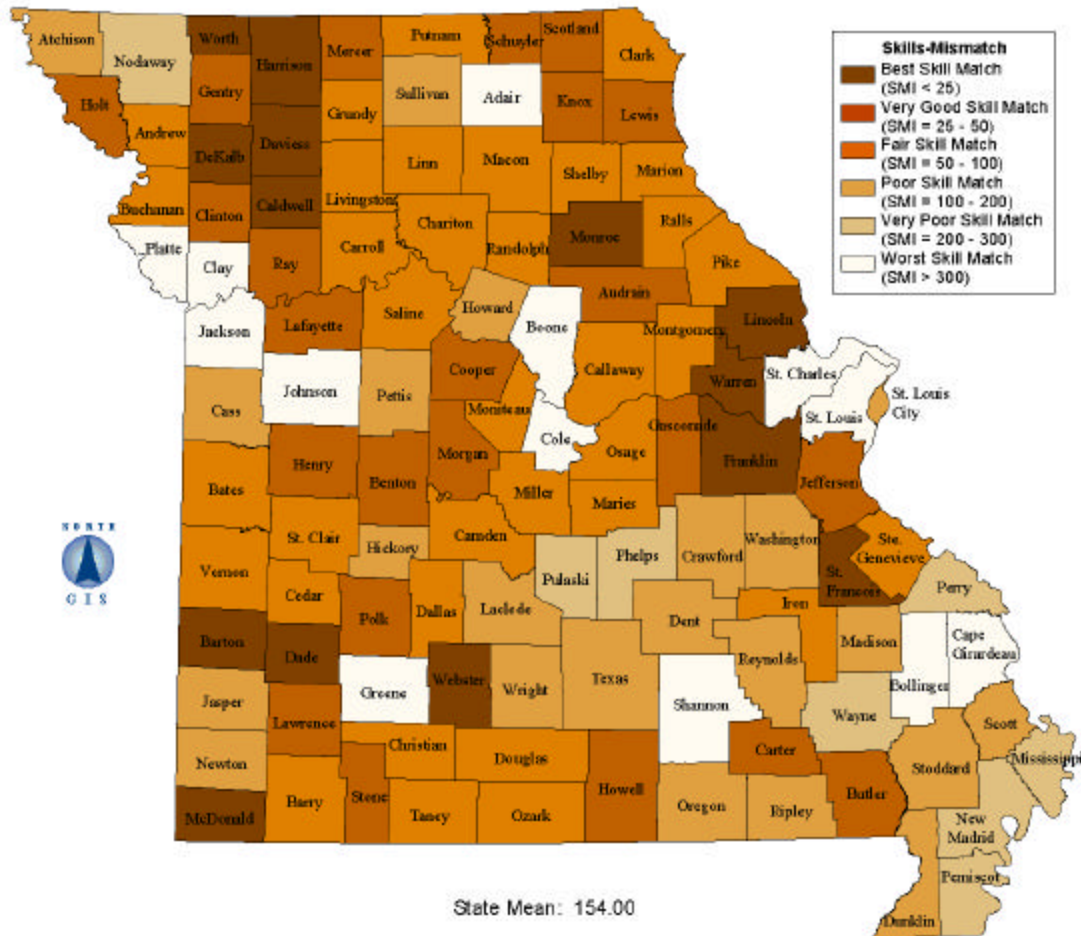 Skills-Mismatch
Best Skill Match
(SMI < 25)
Very Good Skill Match
(SMI = 25 - 50)
Fair Skill Match
(SMI = 50 - 100)
Poor Skill Match
(SMI = 100 - 200)
Very Poor Skill Match
(SMI = 200 - 300)
Worst Skill Match
(SMI > 300)
Atchison
Nodaway
Worth
Harrison
Mercer
Putnam
Schuyler
Scotland
Clark
Holt
Gentry
Sullivan
Adair
Knox
Lewis
Andrew
DeKalb
Daviess
Grundy
Linn
Macon
Shelby
Marion
Buchanan
Clinton
Caldwell
Livingston
Chariton
Randolph
Monroe
Ralls
Pike
Platte
Clay
Ray
Carroll
Audrain
Jackson
Lafayette
Saline
Howard
Boone
Montgomery
Lincoln
Callaway
Warren
St. Charles
St. Louis
St. Louis
City
Cass
Johnson
Pettis
Cooper
Moniteau
Cole
Osage
Gasconade
Franklin
Jefferson
Bates
Henry
Benton
Morgan
Miller
Maries
NORTH
GIS
Vernon
St. Clair
Hickory
Camden
Pulaski
Phelps
Crawford
Washington
St.
Francois
Ste.
Genevieve
Perry
Cedar
Polk
Dallas
Laclede
Dent
Iron
Madison
Cape
Girardeau
Bollinger
Barton
Dade
Greene
Webster
Wright
Texas
Shannon
Reynolds
Wayne
Scott
Mississippi
Jasper
Lawrence
Christian
Douglas
Howell
Carter
Butler
Stoddard
Newton
Barry
Stone
Taney
Ozark
Oregon
Ripley
New
Madrid
McDonald
Pemiscot
Dunklin
State Mean: 154.00